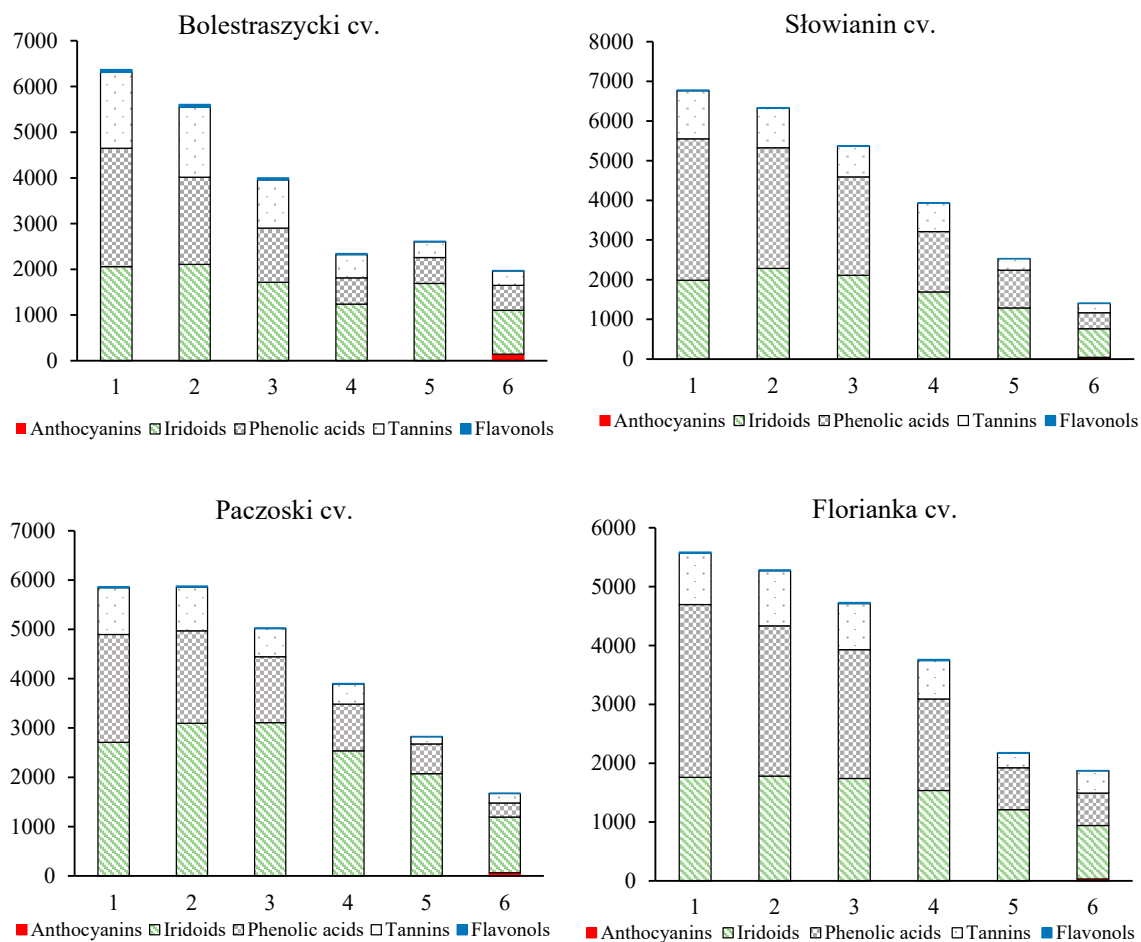 Bolestraszycki cv.
7000
6000
5000
4000
3000
2000
1000
0
1 2 3 4 5 6
Anthocyanins Iridoids Phenolic acids Tannins Flavonols
Słowianin cv.
8000
7000
6000
5000
4000
3000
2000
1000
0
1 2 3 4 5 6
Anthocyanins Iridoids Phenolic acids Tannins Flavonols
Paczoski cv.
7000
6000
5000
4000
3000
2000
1000
0
1 2 3 4 5 6
Anthocyanins Iridoids Phenolic acids Tannins Flavonols
Florianka cv.
6000
5000
4000
3000
2000
1000
0
1 2 3 4 5 6
Anthocyanins Iridoids Phenolic acids Tannins Flavonols